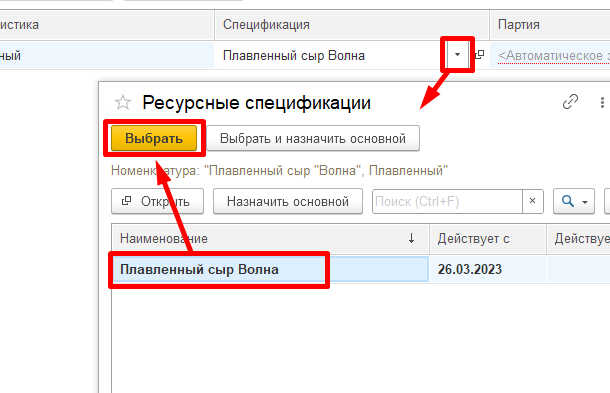 истика Спецификация Партия
ный Плавленный сыр Волна <Автоматическое з
Ресурсные спецификации
Выбрать Выбрать и назначить основной
Номенклатура: "Плавленный сыр "Волна", Плавленный"
Открыть Назначить основной Поиск (Ctrl+F) ×
Наименование ↓ Действует с Действуе
Плавленный сыр Волна 26.03.2023